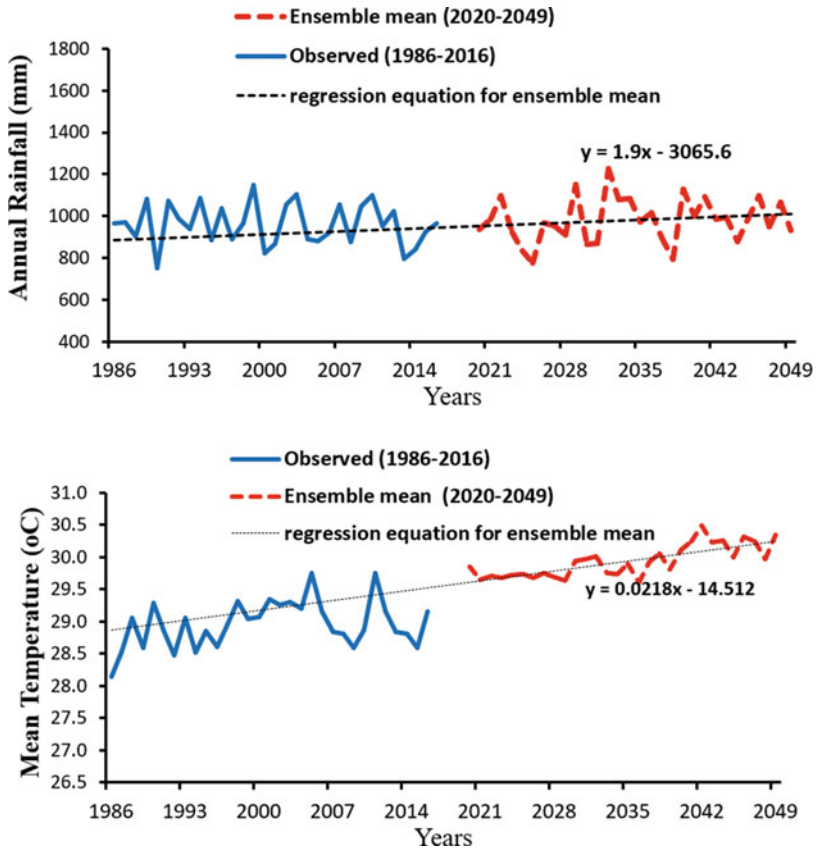 Ensemble mean (2020-2049)
Observed (1986-2016)
regression equation for ensemble mean
Annual Rainfall (mm)
1800
1600
1400
1200
1000
800
600
400
y = 1.9x - 3065.6
1986 1993 2000 2007 2014 2021 2028 2035 2042 2049
Years
Observed (1986-2016)
Ensemble mean (2020-2049)
regression equation for ensemble mean
Mean Temperature (oC)
31.0
30.5
30.0
29.5
29.0
28.5
28.0
27.5
27.0
26.5
y = 0.0218x - 14.512
1986 1993 2000 2007 2014 2021 2028 2035 2042 2049
Years